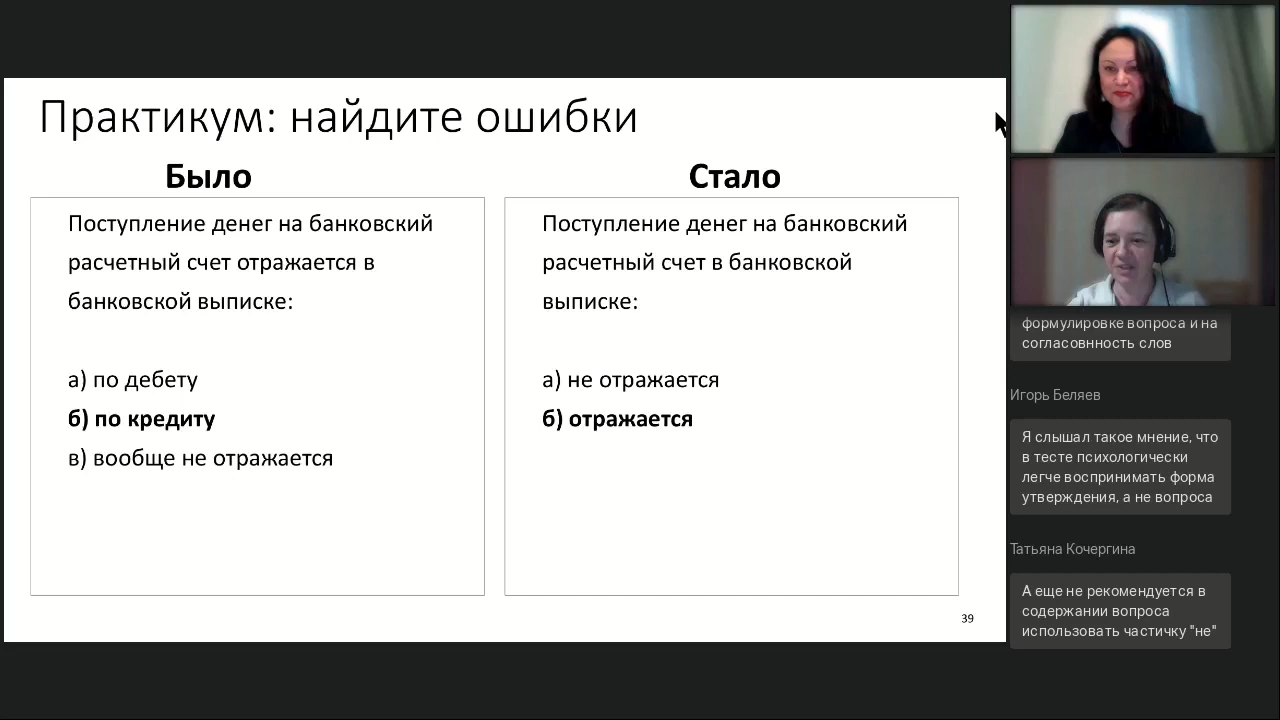 Практикум: найдите ошибки
Было
Поступление денег на банковский
расчетный счет отражается в
банковской выписке:
а) по дебету
б) по кредиту
в) вообще не отражается
Стало
Поступление денег на банковский
расчетный счет в банковской
выписке:
а) не отражается
б) отражается
39
формулировке вопроса и на
согласовнность слов
Игорь Беляев
Я слышал такое мнение, что
в тесте психологически
легче воспринимать форма
утверждения, а не вопроса
Татьяна Кочергина
А еще не рекомендуется в
содержании вопроса
использовать частичку "не"